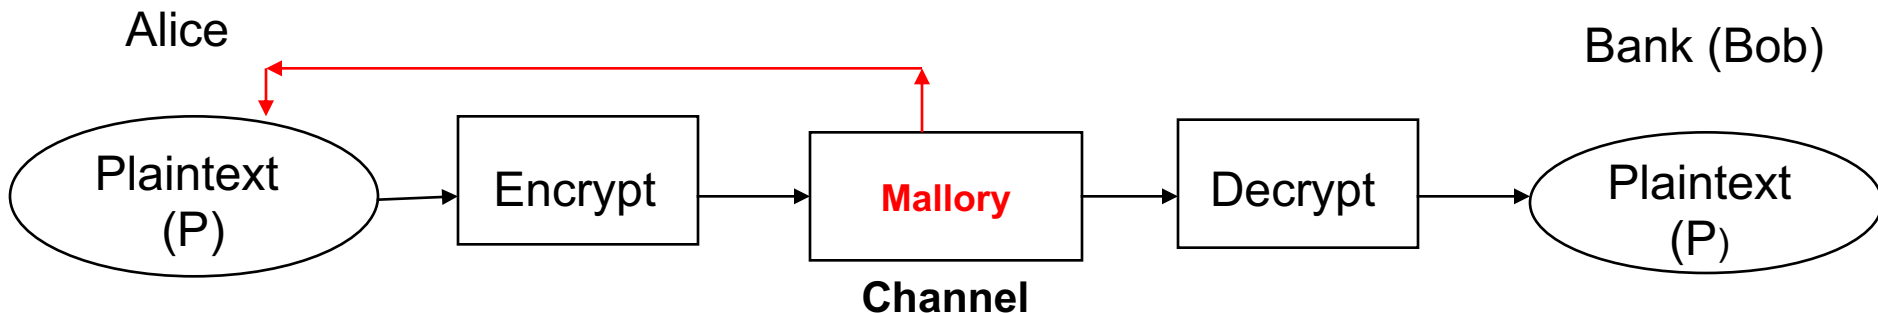 Alice
Bank (Bob)
Plaintext
(P)
Encrypt
Mallory
Decrypt
Plaintext
(P)
Channel